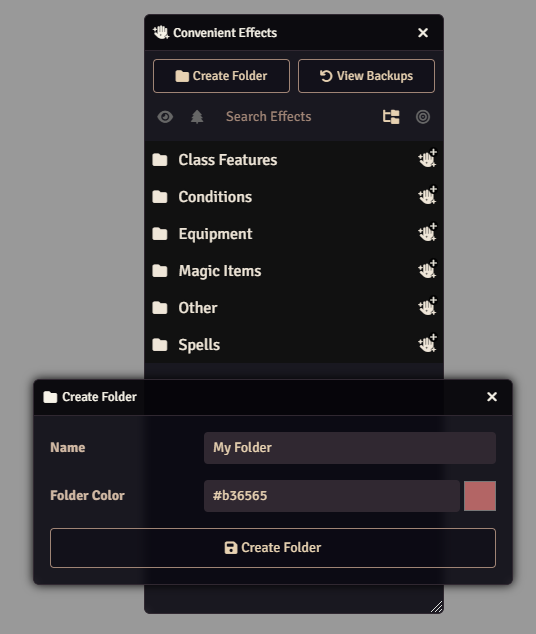 Convenient Effects
Create Folder
View Backups
Search Effects
Class Features
Conditions
Equipment
Magic Items
Other
Spells
Create Folder
Name
My Folder
Folder Color
#b36565
Create Folder